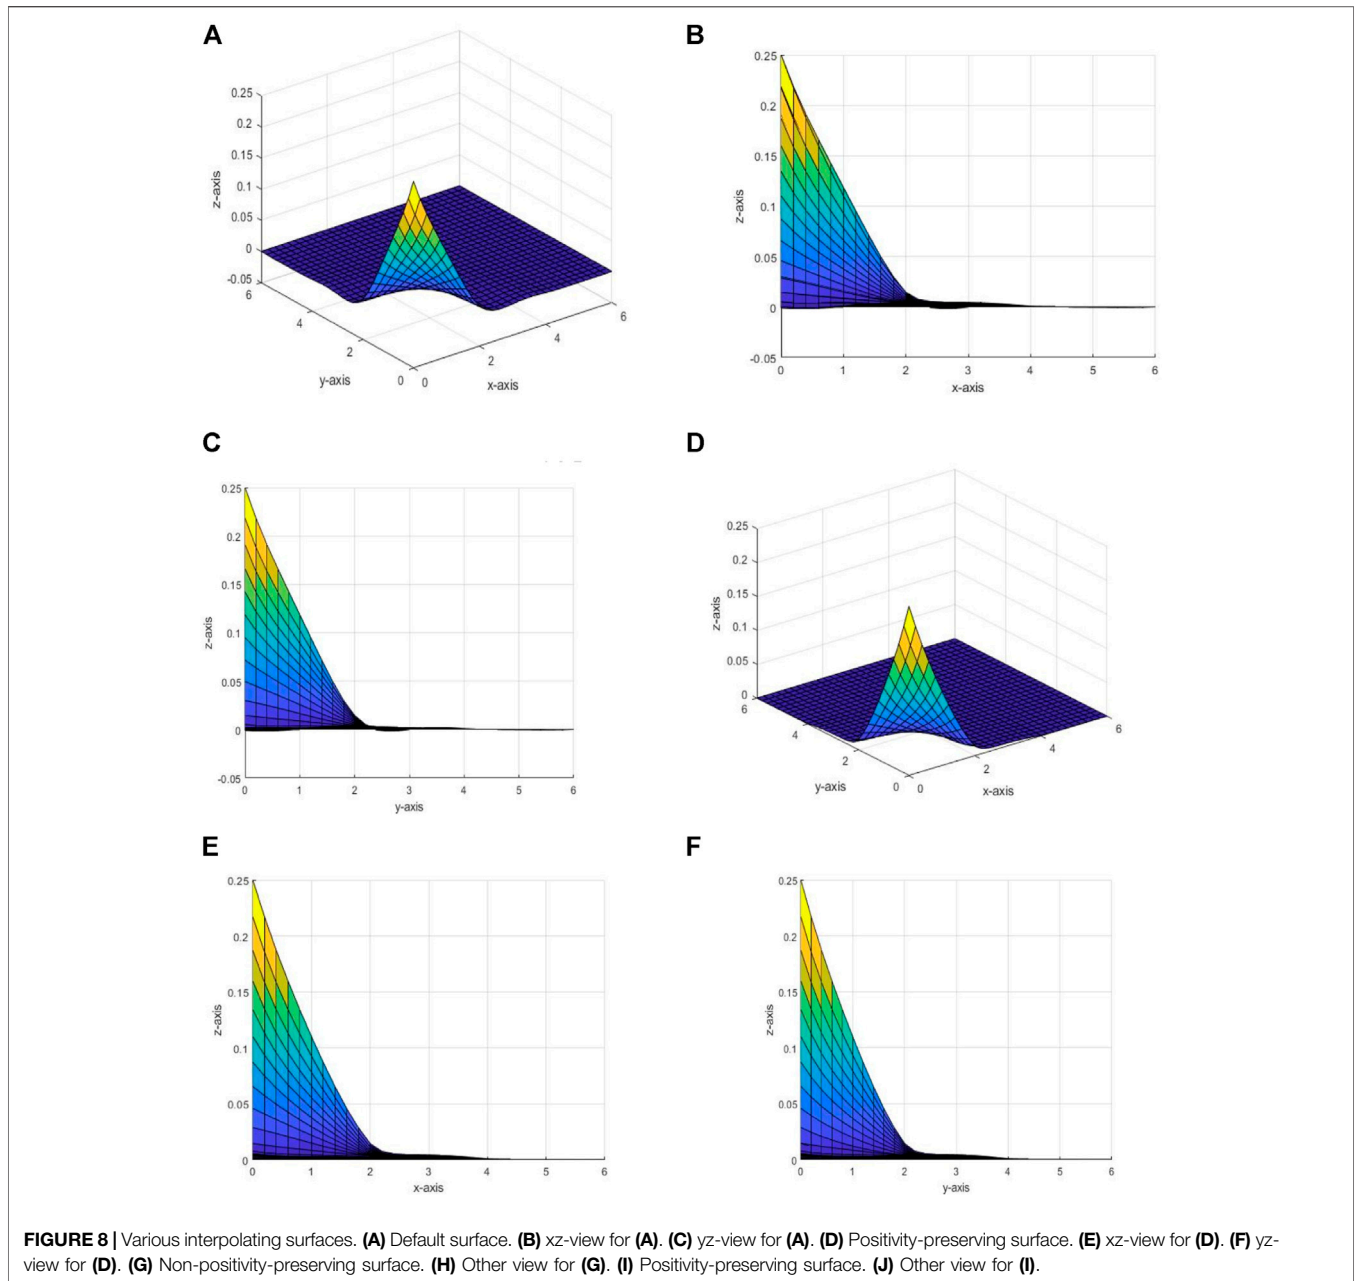 A
0.25
0.2
0.15
0.1
0.05
0
-0.05
z-axis
6
4
2
0
y-axis
0
2
4
6
x-axis
B
0.25
0.2
0.15
0.1
0.05
0
-0.05
z-axis
0 1 2 3 4 5 6
x-axis
C
0.25
0.2
0.15
0.1
0.05
0
-0.05
z-axis
0 1 2 3 4 5 6
y-axis
D
0.25
0.2
0.15
0.1
0.05
0
z-axis
6
4
2
0
y-axis
0
2
4
6
x-axis
E
0.25
0.2
0.15
0.1
0.05
0
z-axis
0 1 2 3 4 5 6
x-axis
F
0.25
0.2
0.15
0.1
0.05
0
z-axis
0 1 2 3 4 5 6
y-axis
FIGURE 8 | Various interpolating surfaces. (A) Default surface. (B) xz-view for (A). (C) yz-view for (A). (D) Positivity-preserving surface. (E) xz-view for (D). (F) yz-
view for (D). (G) Non-positivity-preserving surface. (H) Other view for (G). (I) Positivity-preserving surface. (J) Other view for (I).